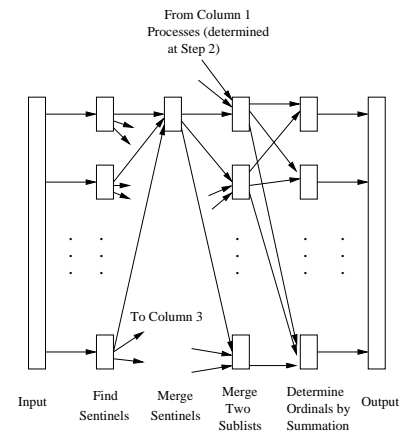 From Column 1
Processes (determined
at Step 2)
To Column 3
Input
Find
Sentinels
Merge
Sentinels
Merge
Two
Sublists
Determine
Ordinals by
Summation
Output